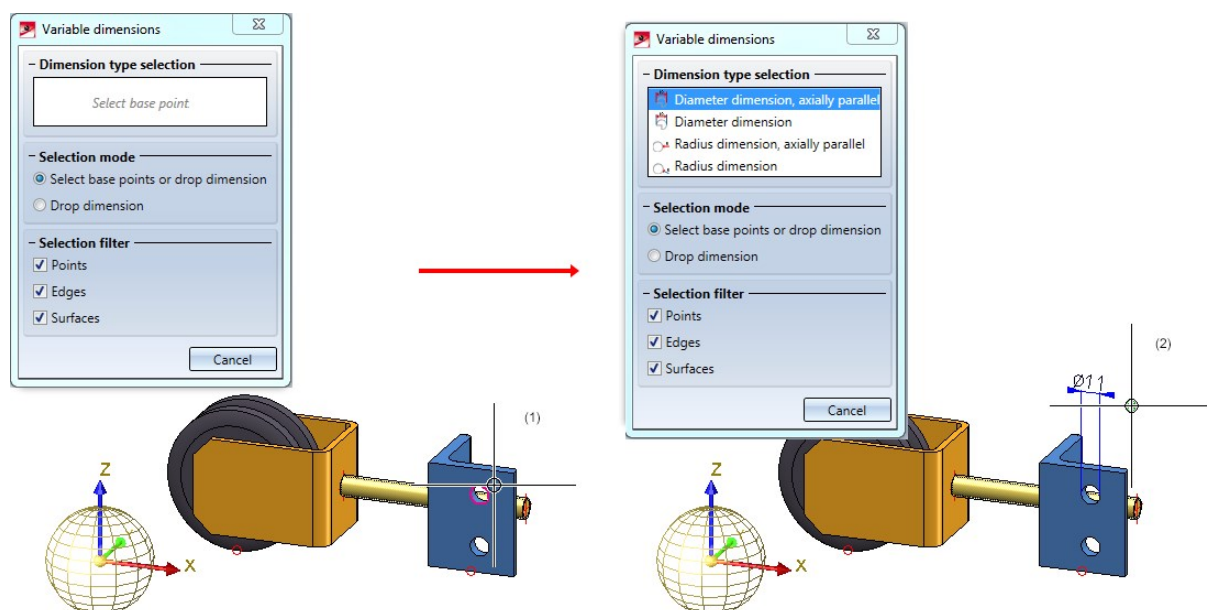 Variable dimensions
Dimension type selection
Select base point
Selection mode
Select base points or drop dimension
Drop dimension
Selection filter
Points
Edges
Surfaces
Cancel
(1)
Z
X
Variable dimensions
Dimension type selection
Diameter dimension, axially parallel
Diameter dimension
Radius dimension, axially parallel
Radius dimension
Selection mode
Select base points or drop dimension
Drop dimension
Selection filter
Points
Edges
Surfaces
Cancel
(2)
Ø11
Z
X